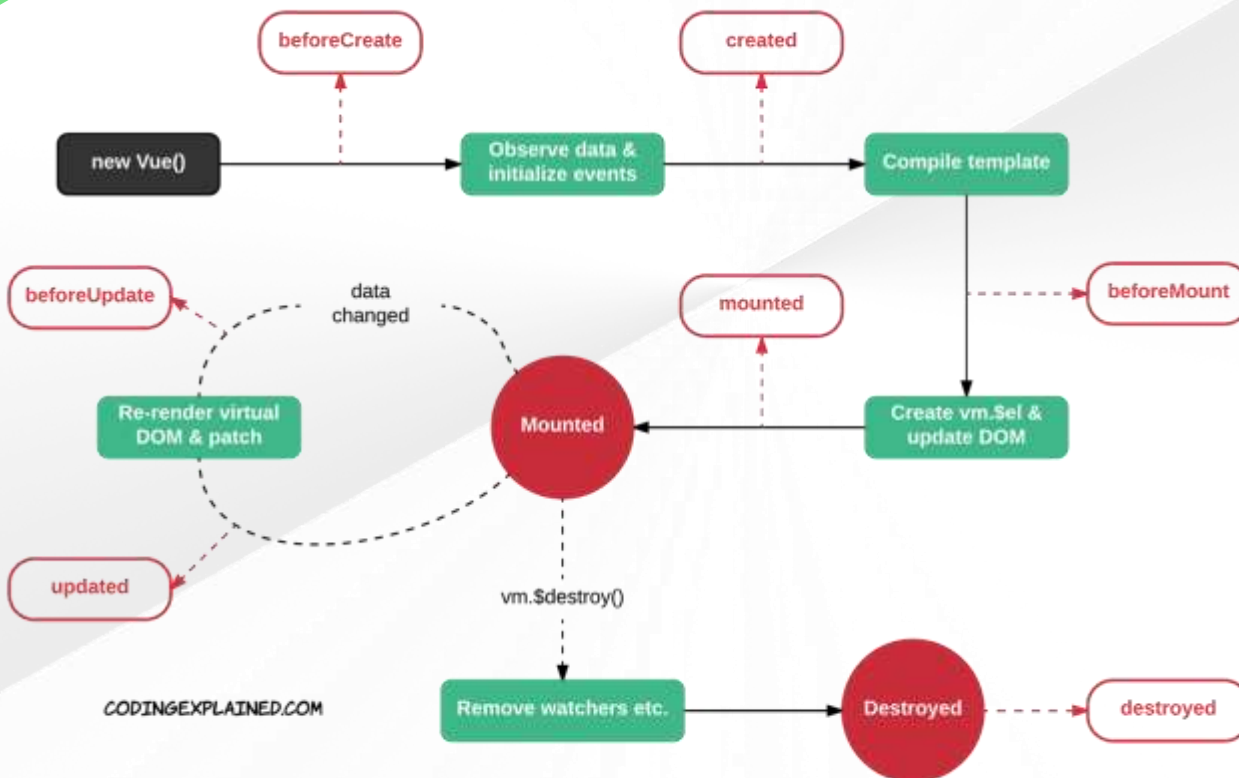 beforeCreate
created
new Vue()
Observe data &
initialize events
Compile template
beforeUpdate
data
changed
mounted
beforeMount
Re-render virtual
DOM & patch
Mounted
Create vm.$el &
update DOM
updated
vm.$destroy()
CODINGEXPLAINED.COM
Remove watchers etc.
Destroyed
destroyed